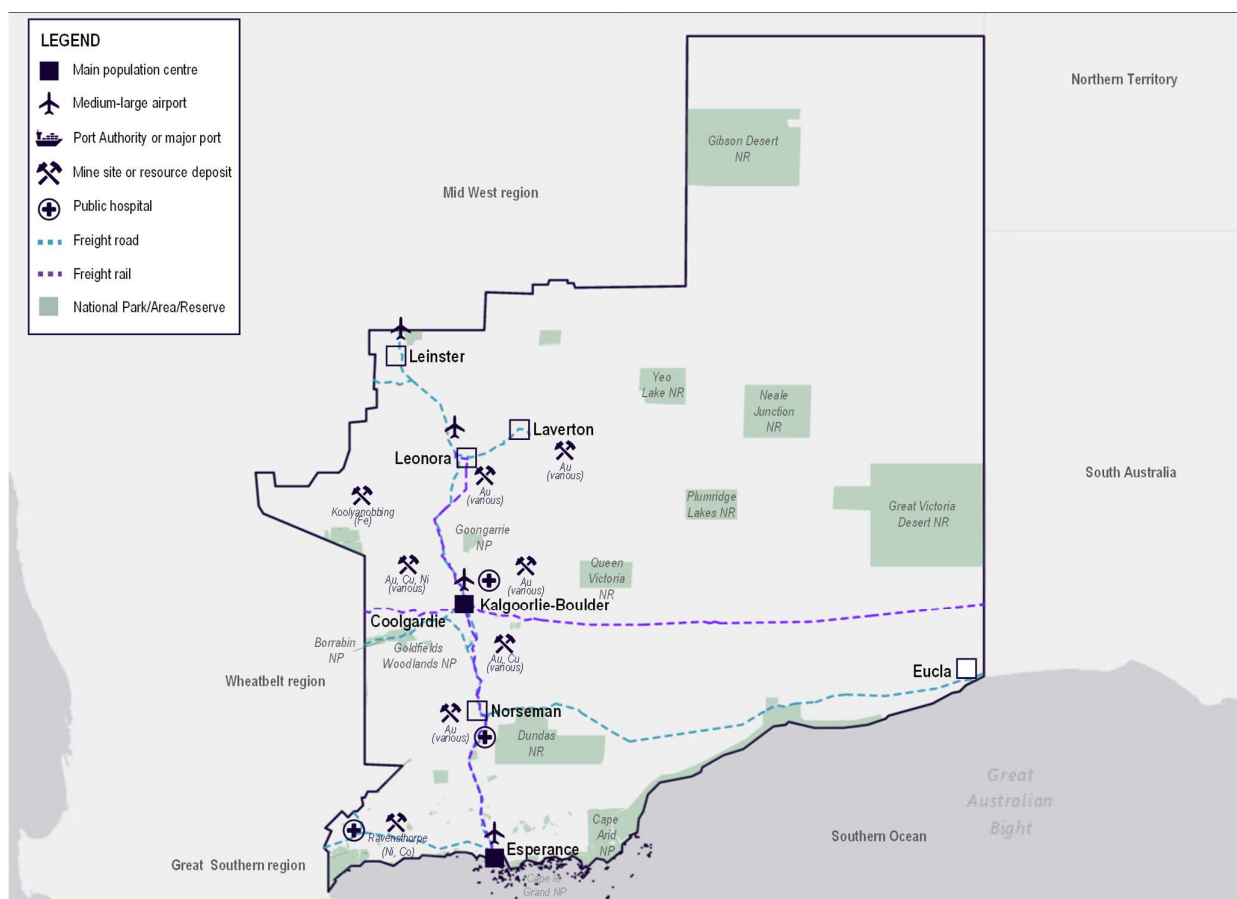 LEGEND
Main population centre
Medium-large airport
Port Authority or major port
Mine site or resource deposit
Public hospital
Freight road
Freight rail
National Park/Area/Reserve
Northern Territory
Gibson Desert
NR
Mid West region
Leinster
Yeo
Lake NR
Neale
Junction
NR
Laverton
Leonora
Au
(various)
Au
(various)
South Australia
Koolyanobbing
(Fe)
Plumridge
Lakes NR
Great Victoria
Desert NR
Goongarrie
NP
Au, Cu, Ni
(various)
Au
(various)
Queen
Victoria
NR
Kalgoorlie-Boulder
Coolgardie
Borrabin
NP
Goldfields
Woodlands NP
Au, Cu
(various)
Wheatbelt region
Eucla
Norseman
Au
(various)
Dundas
NR
Great
Australian
Bight
Cape
Arid
NP
Ravensthorpe
(Ni, Co)
Southern Ocean
Esperance
Great Southern region
Cape le
Grand NP